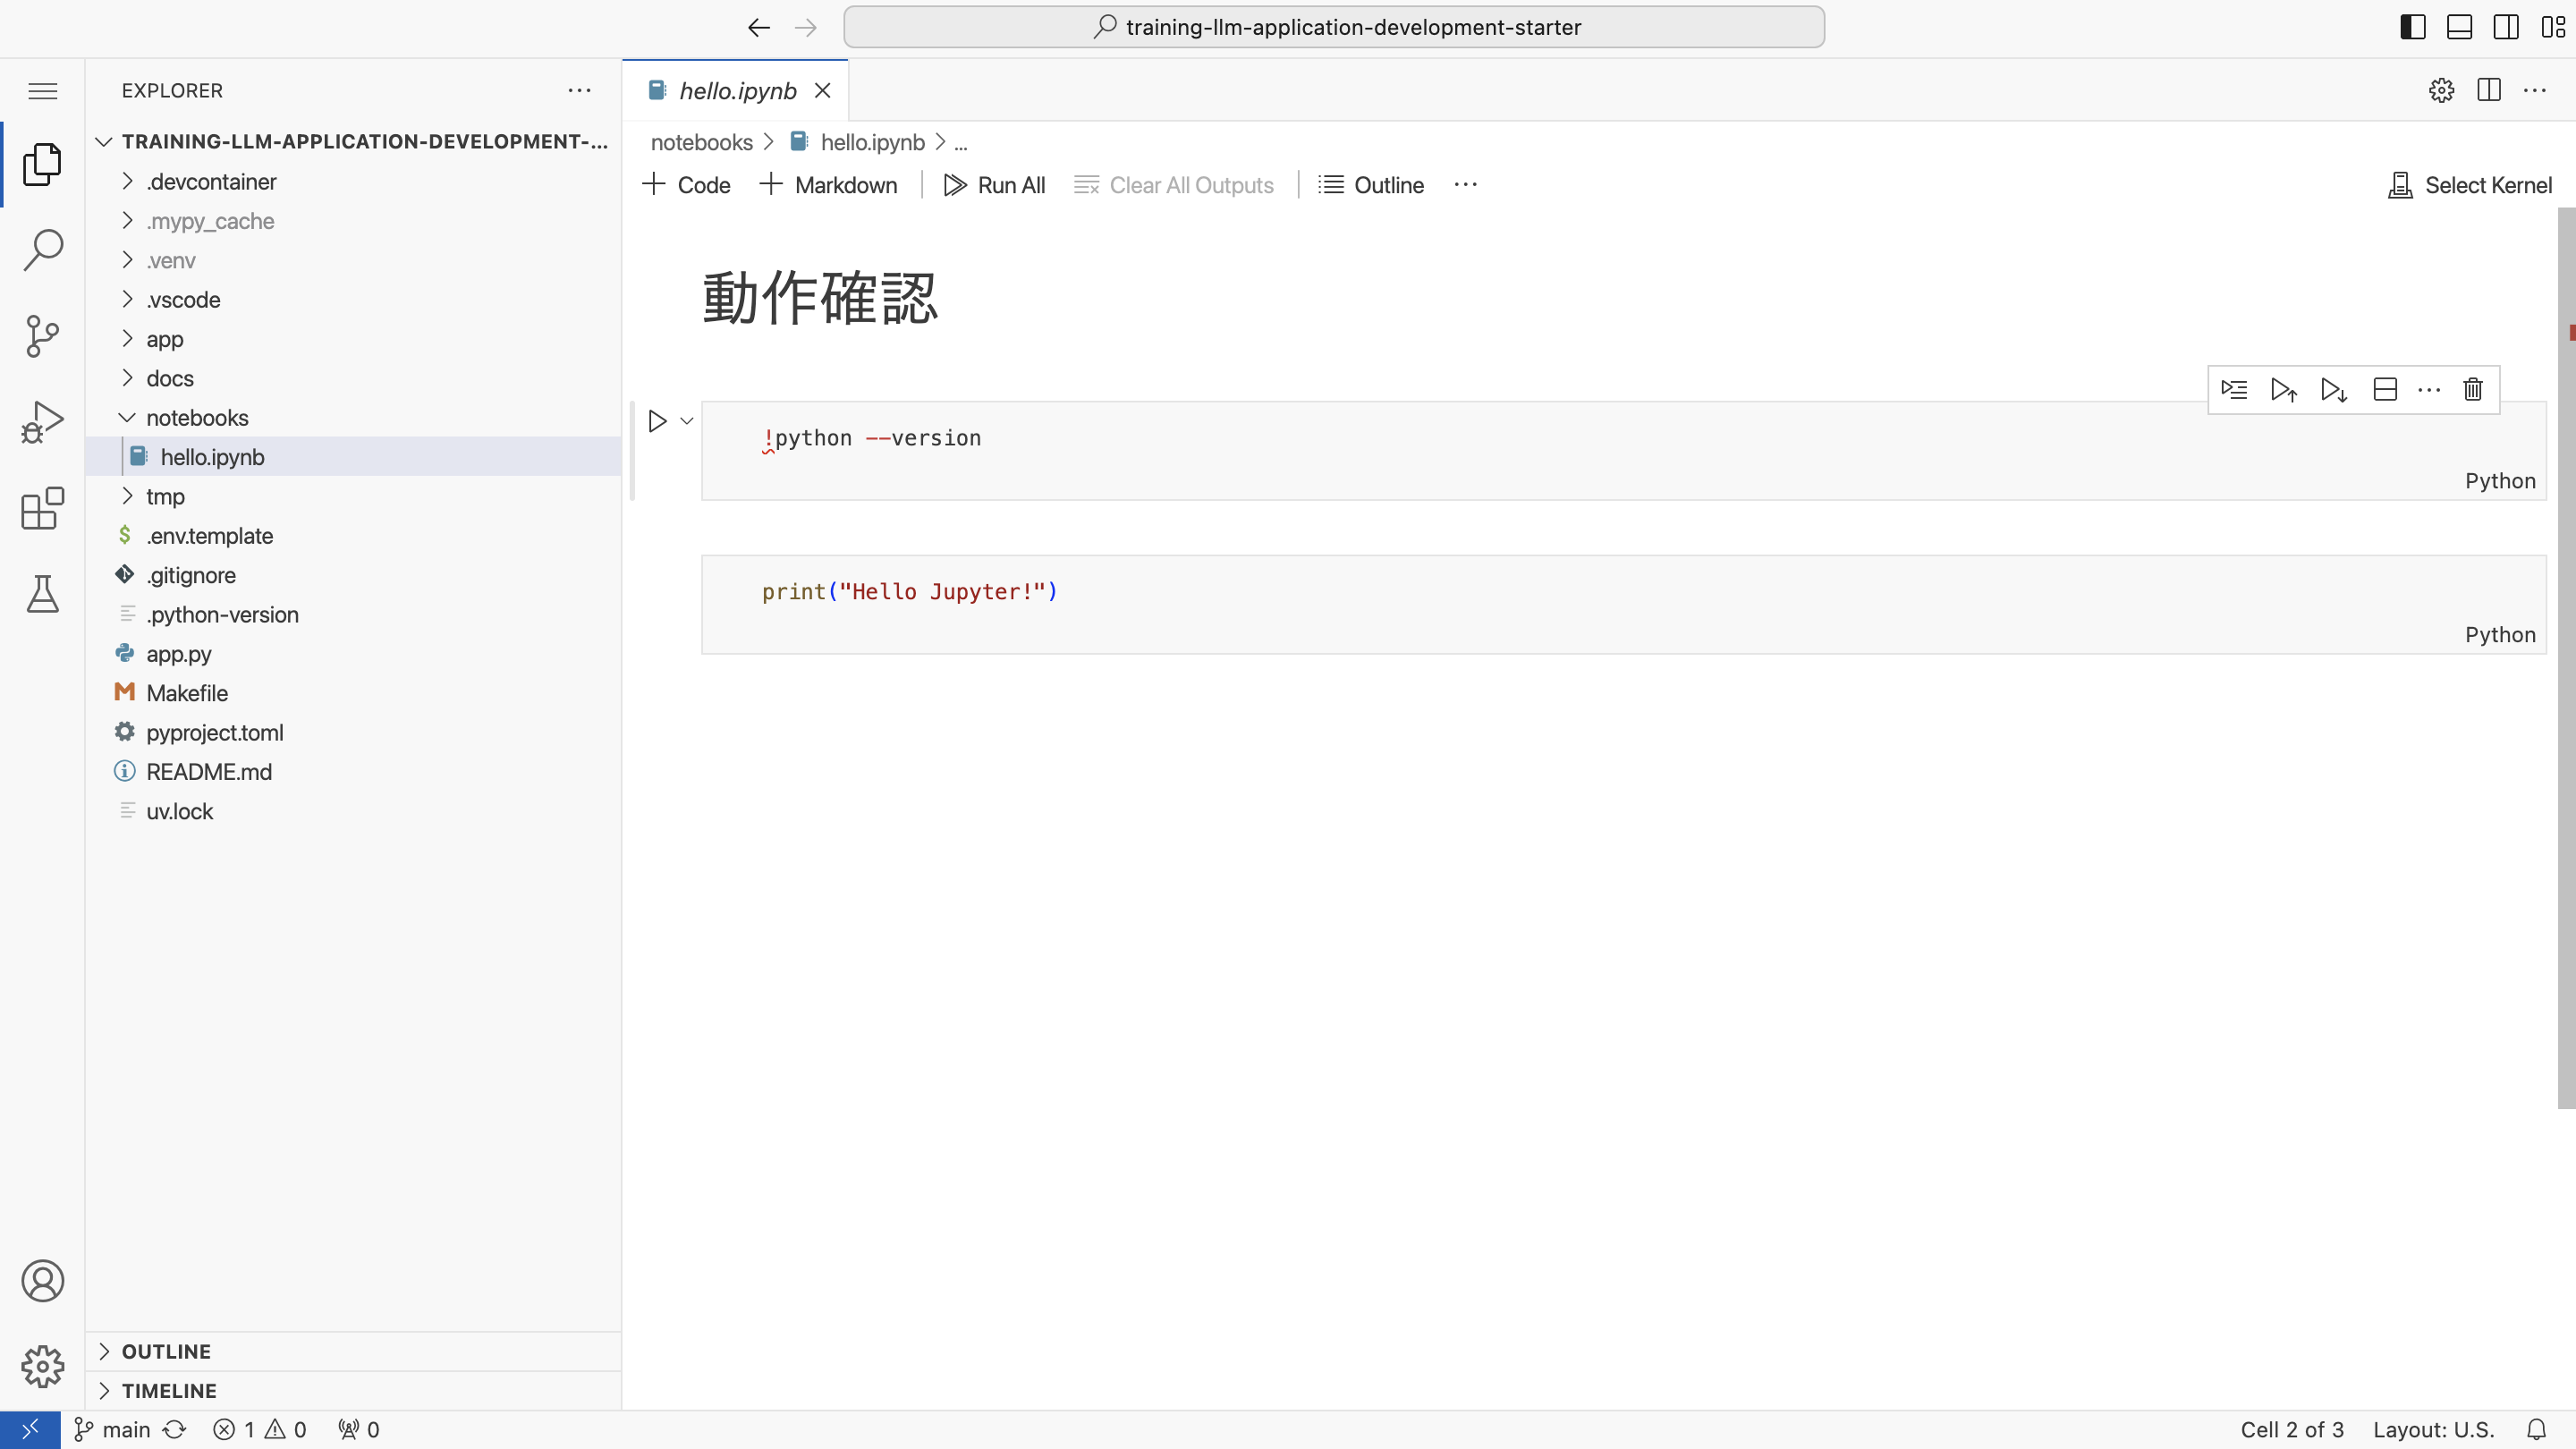 training-llm-application-development-starter
EXPLORER
TRAINING-LLM-APPLICATION-DEVELOPMENT-...
.devcontainer
.mypy_cache
.venv
.vscode
app
docs
notebooks
hello.ipynb
tmp
.env.template
.gitignore
.python-version
app.py
Makefile
pyproject.toml
README.md
uv.lock
OUTLINE
TIMELINE
hello.ipynb
notebooks > hello.ipynb > ...
Code Markdown Run All Clear All Outputs Outline ... Select Kernel
動作確認
!python --version
Python
print("Hello Jupyter!")
Python
main 1 0 0 Cell 2 of 3 Layout: U.S.